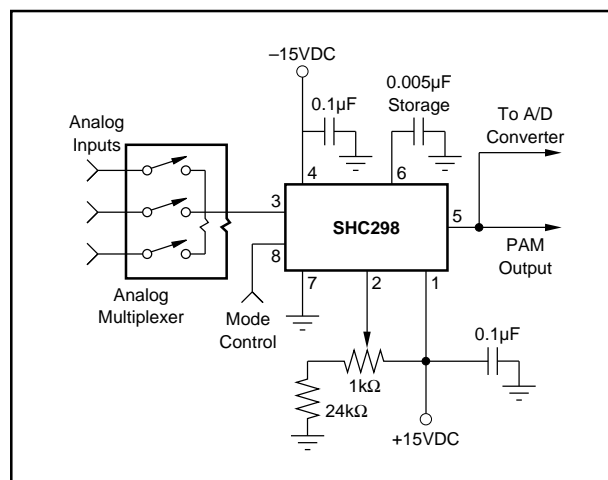 –15VDC
0.1µF
0.005µF
Storage
To A/D
Converter
Analog
Inputs
4
6
3
5
SHC298
8
PAM
Output
7
2
1
Analog
Multiplexer
Mode
Control
0.1µF
1kΩ
24kΩ
+15VDC